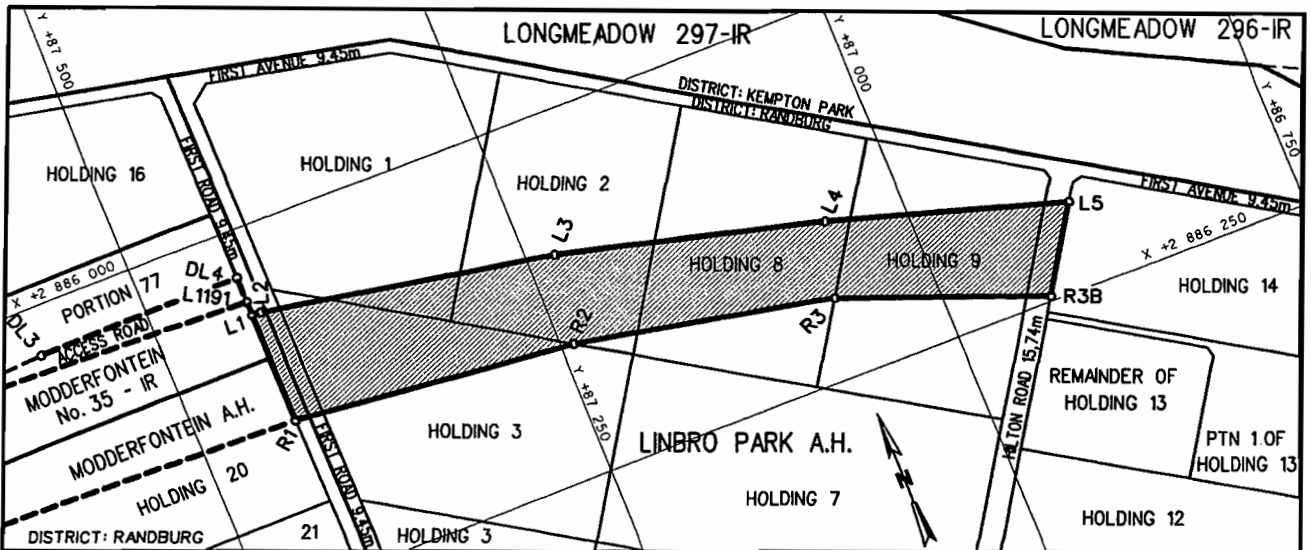 LONGMEADOW 297-IR
LONGMEADOW 296-IR
Y +87 500
Y +87 000
Y +86 750
FIRST AVENUE 9.45m
DISTRICT: KEMPTON PARK
DISTRICT: RANDBURG
HOLDING 16
FIRST ROAD 9.45m
HOLDING 1
HOLDING 2
FIRST AVENUE 9.45m
L3
L4
L5
X +2 886 250
X +2 886 000
DL4
PORTION 77
L1191
L2
L1
HOLDING 8
HOLDING 9
HOLDING 14
DL3
ACCESS ROAD
R3B
R3
R2
MODDERFONTEIN
No. 35 - IR
HILTON ROAD 15,74m
REMAINDER OF
HOLDING 13
Y +87 250
MODDERFONTEIN A.H.
R1
HOLDING 3
LINBRO PARK A.H.
N
PTN 1.OF
HOLDING 13
HOLDING 20
FIRST ROAD 9.45m
HOLDING 7
HOLDING 12
DISTRICT: RANDBURG
21
HOLDING 3